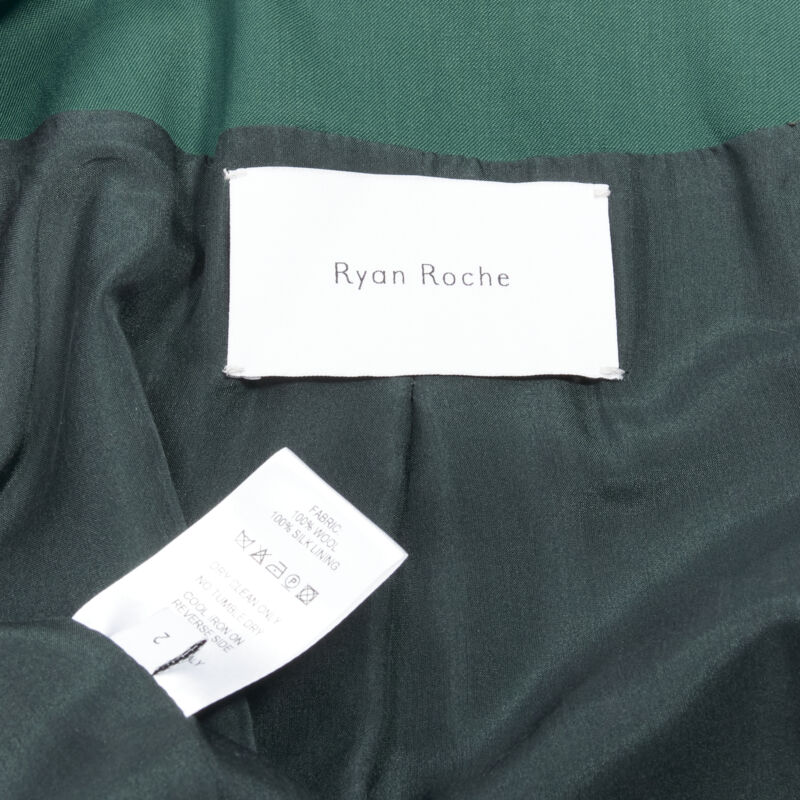 Ryan Roche
FABRIC
100% WOOL
100% SILK LINING
DRY CLEAN ONLY
NO TUMBLE DRY
COOL IRON ON
REVERSE SIDE
2